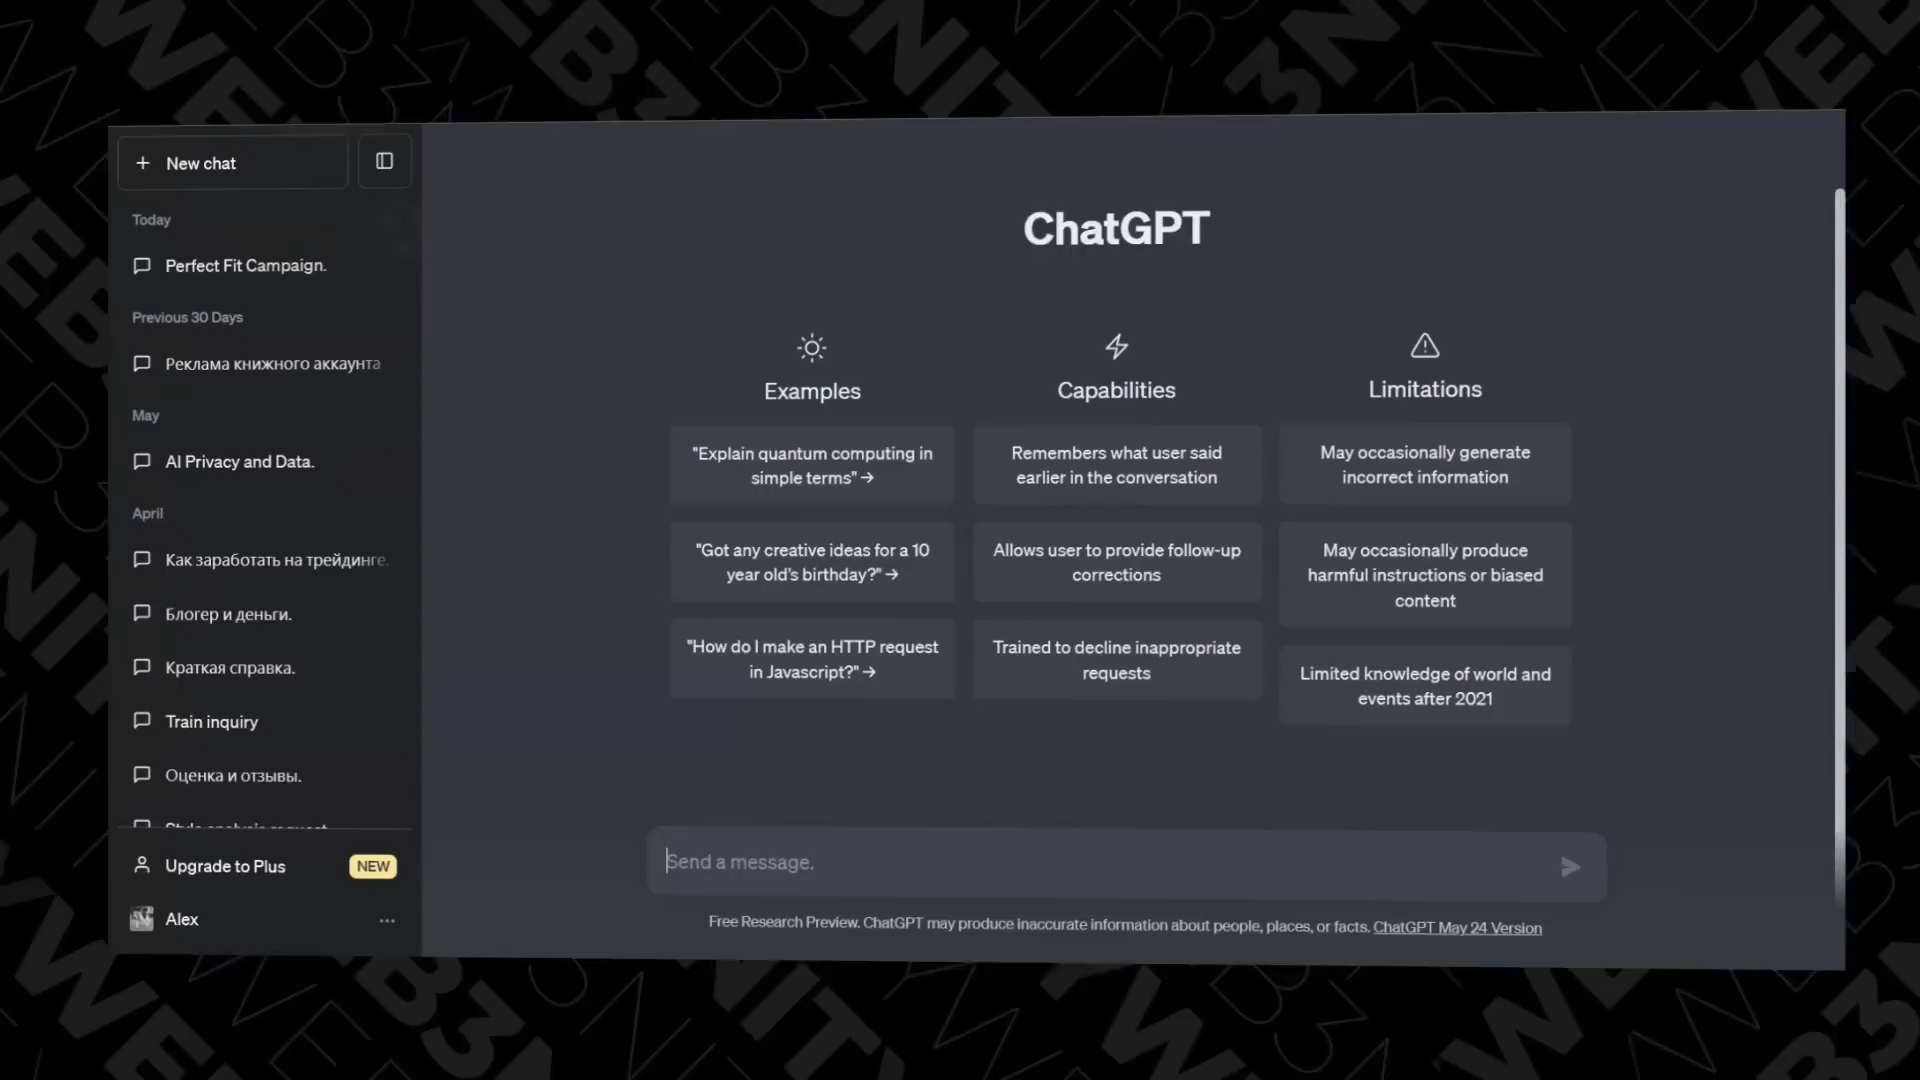 New chat
Today
Perfect Fit Campaign.
Previous 30 Days
Реклама книжного аккаунта
May
AI Privacy and Data.
April
Как заработать на трейдинге.
Блогер и деньги.
Краткая справка.
Train inquiry
Оценка и отзывы.
Style analysis request
Upgrade to Plus
NEW
Alex
ChatGPT
Examples
"Explain quantum computing in
simple terms" →
"Got any creative ideas for a 10
year old's birthday?" →
"How do I make an HTTP request
in Javascript?" →
Capabilities
Remembers what user said
earlier in the conversation
Allows user to provide follow-up
corrections
Trained to decline inappropriate
requests
Limitations
May occasionally generate
incorrect information
May occasionally produce
harmful instructions or biased
content
Limited knowledge of world and
events after 2021
Send a message.
Free Research Preview. ChatGPT may produce inaccurate information about people, places, or facts. ChatGPT May 24 Version